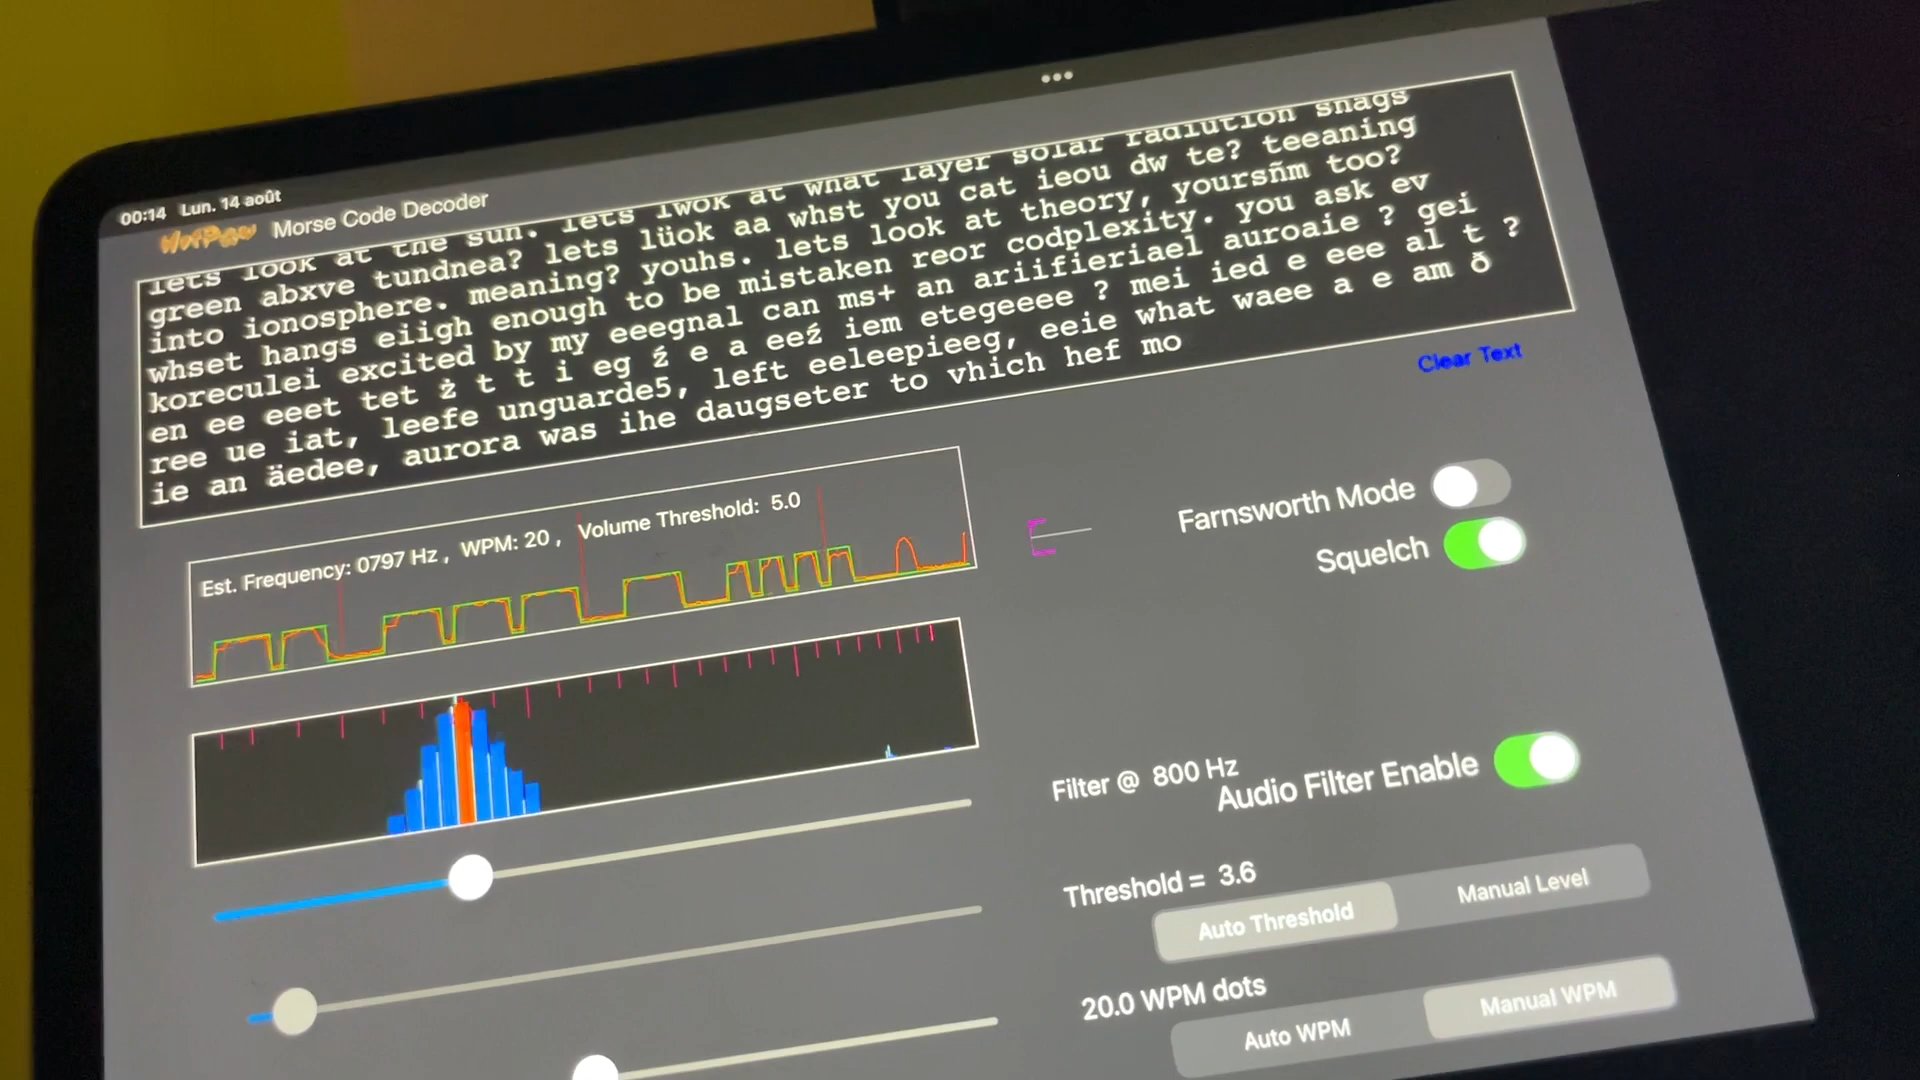 00:14 Lun. 14 août
HotPaw Morse Code Decoder
lets look at the sun. lets lwok at what layer solar radiution snags
green abxve tundnea? lets lüok aa whst you cat ieou dw te? teeaning
into ionosphere. meaning? youhs. lets look at theory, yoursñm too?
whset hangs eiigh enough to be mistaken reor codplexity. you ask ev
koreculei excited by my eeegnal can ms+ an ariifieriael auroaie ? gei
en ee eeet tet ż t t i eg ź e a eeź iem etegeeee ? mei ied e eee al t ?
ree ue iat, leefe unguarde5, left eeleepieeg, eeie what waee a e am ð
ie an äedee, aurora was ihe daugseter to vhich hef mo
Clear Text
Est. Frequency: 0797 Hz , WPM: 20 , Volume Threshold: 5.0
Farnsworth Mode
Squelch
Filter @ 800 Hz
Audio Filter Enable
Threshold = 3.6
Auto Threshold Manual Level
20.0 WPM dots
Auto WPM Manual WPM